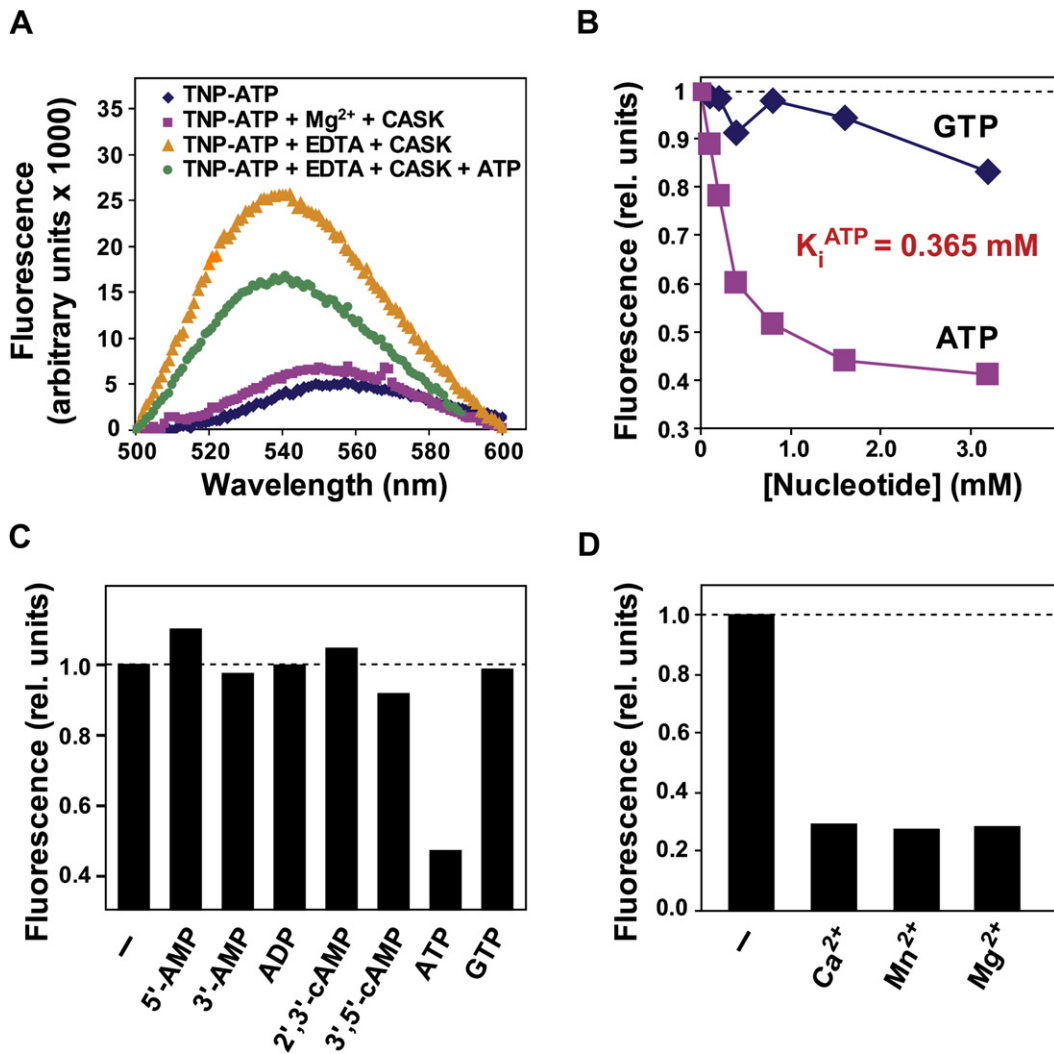 A
Fluorescence
(arbitrary units x 1000)
35
30
25
20
15
10
5
0
TNP-ATP
TNP-ATP + Mg²⁺ + CASK
TNP-ATP + EDTA + CASK
TNP-ATP + EDTA + CASK + ATP
500 520 540 560 580 600
Wavelength (nm)
B
Fluorescence (rel. units)
1
0.9
0.8
0.7
0.6
0.5
0.4
0.3
GTP
Kᵢᴬᵀᴾ = 0.365 mM
ATP
0 1.0 2.0 3.0
[Nucleotide] (mM)
C
Fluorescence (rel. units)
1.0
0.8
0.6
0.4
–
5'-AMP
3'-AMP
ADP
2',3'-cAMP
3',5'-cAMP
ATP
GTP
D
Fluorescence (rel. units)
1.0
0.8
0.6
0.4
0.2
0.0
–
Ca²⁺
Mn²⁺
Mg²⁺